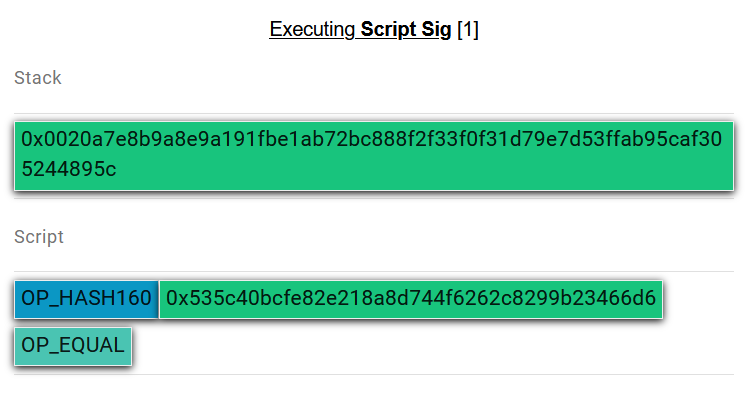 Executing Script Sig [1]
Stack
0x0020a7e8b9a8e9a191fbe1ab72bc888f2f33f0f31d79e7d53ffab95caf30
5244895c
Script
OP_HASH160 0x535c40bcfe82e218a8d744f6262c8299b23466d6
OP_EQUAL